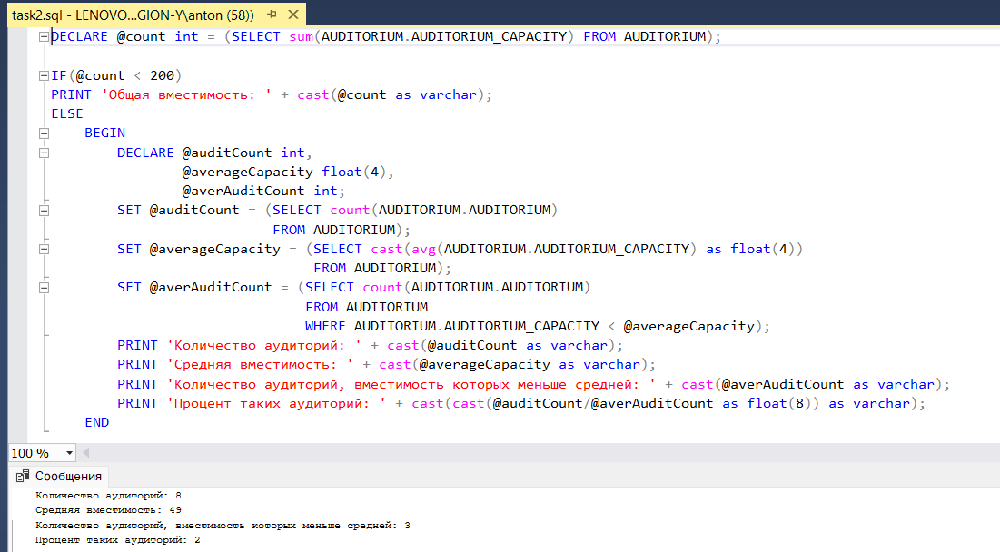 task2.sql - LENOVO...GION-Y\anton (58))
DECLARE @count int = (SELECT sum(AUDITORIUM.AUDITORIUM_CAPACITY) FROM AUDITORIUM);
IF(@count < 200)
PRINT 'Общая вместимость: ' + cast(@count as varchar);
ELSE
BEGIN
DECLARE @auditCount int,
@averageCapacity float(4),
@averAuditCount int;
SET @auditCount = (SELECT count(AUDITORIUM.AUDITORIUM)
FROM AUDITORIUM);
SET @averageCapacity = (SELECT cast(avg(AUDITORIUM.AUDITORIUM_CAPACITY) as float(4))
FROM AUDITORIUM);
SET @averAuditCount = (SELECT count(AUDITORIUM.AUDITORIUM)
FROM AUDITORIUM
WHERE AUDITORIUM.AUDITORIUM_CAPACITY < @averageCapacity);
PRINT 'Количество аудиторий: ' + cast(@auditCount as varchar);
PRINT 'Средняя вместимость: ' + cast(@averageCapacity as varchar);
PRINT 'Количество аудиторий, вместимость которых меньше средней: ' + cast(@averAuditCount as varchar);
PRINT 'Процент таких аудиторий: ' + cast(cast(@auditCount/@averAuditCount as float(8)) as varchar);
END
100 %
Сообщения
Количество аудиторий: 8
Средняя вместимость: 49
Количество аудиторий, вместимость которых меньше средней: 3
Процент таких аудиторий: 2